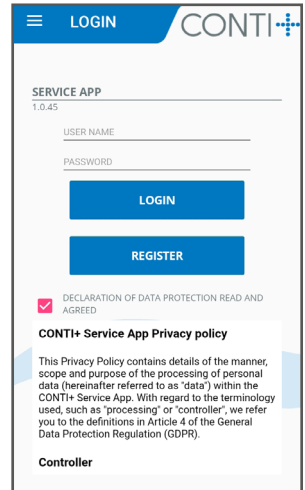 LOGIN
CONTI+
SERVICE APP
1.0.45
USER NAME
PASSWORD
LOGIN
REGISTER
DECLARATION OF DATA PROTECTION READ AND
AGREED
CONTI+ Service App Privacy policy
This Privacy Policy contains details of the manner,
scope and purpose of the processing of personal
data (hereinafter referred to as "data") within the
CONTI+ Service App. With regard to the terminology
used, such as "processing" or "controller", we refer
you to the definitions in Article 4 of the General
Data Protection Regulation (GDPR).
Controller